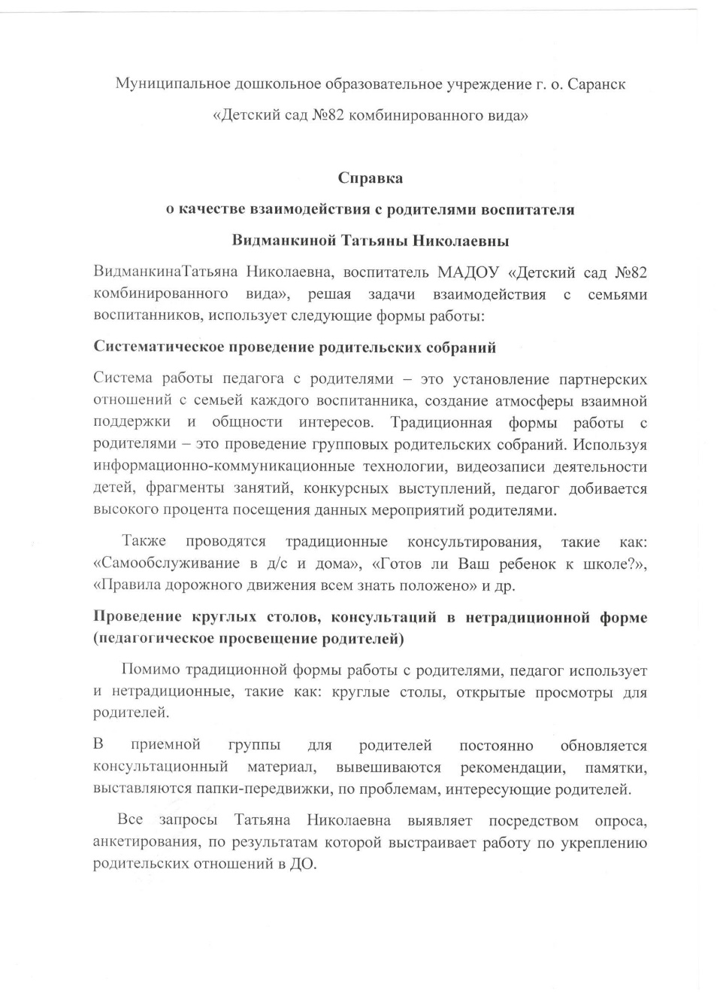 Муниципальное дошкольное образовательное учреждение г. о. Саранск
«Детский сад №82 комбинированного вида»
Справка
о качестве взаимодействия с родителями воспитателя
Видманкиной Татьяны Николаевны
ВидманкинаТатьяна Николаевна, воспитатель МАДОУ «Детский сад №82
комбинированного вида», решая задачи взаимодействия с семьями
воспитанников, использует следующие формы работы:
Систематическое проведение родительских собраний
Система работы педагога с родителями – это установление партнерских
отношений с семьей каждого воспитанника, создание атмосферы взаимной
поддержки и общности интересов. Традиционная формы работы с
родителями – это проведение групповых родительских собраний. Используя
информационно-коммуникационные технологии, видеозаписи деятельности
детей, фрагменты занятий, конкурсных выступлений, педагог добивается
высокого процента посещения данных мероприятий родителями.
Также проводятся традиционные консультирования, такие как:
«Самообслуживание в д/с и дома», «Готов ли Ваш ребенок к школе?»,
«Правила дорожного движения всем знать положено» и др.
Проведение круглых столов, консультаций в нетрадиционной форме
(педагогическое просвещение родителей)
Помимо традиционной формы работы с родителями, педагог использует
и нетрадиционные, такие как: круглые столы, открытые просмотры для
родителей.
В приемной группы для родителей постоянно обновляется
консультационный материал, вывешиваются рекомендации, памятки,
выставляются папки-передвижки, по проблемам, интересующие родителей.
Все запросы Татьяна Николаевна выявляет посредством опроса,
анкетирования, по результатам которой выстраивает работу по укреплению
родительских отношений в ДО.